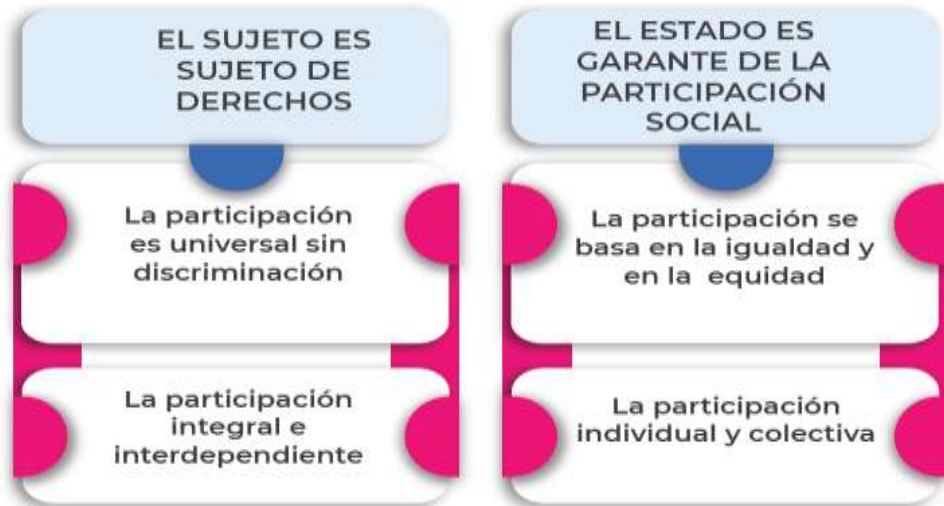 EL SUJETO ES
SUJETO DE
DERECHOS
La participación
es universal sin
discriminación
La participación
integral e
interdependiente
EL ESTADO ES
GARANTE DE LA
PARTICIPACIÓN
SOCIAL
La participación se
basa en la igualdad y
en la equidad
La participación
individual y colectiva